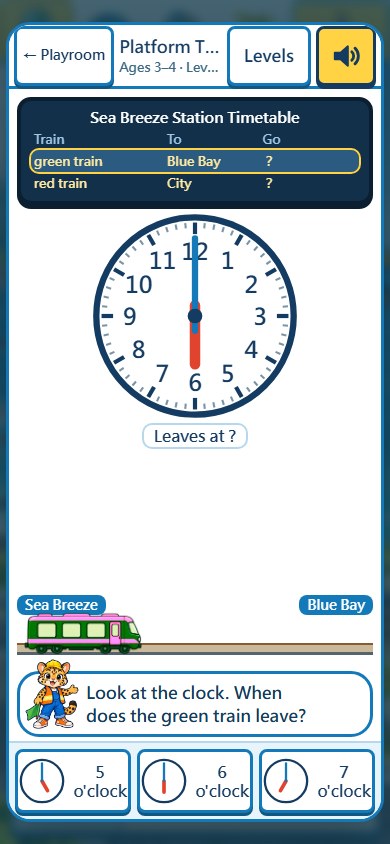 ← Playroom
Platform T...
Ages 3–4 · Lev...
Levels
Sea Breeze Station Timetable
Train To Go
green train Blue Bay ?
red train City ?
12
11 1
10 2
9 3
8 4
7 5
6
Leaves at ?
Sea Breeze Blue Bay
Look at the clock. When
does the green train leave?
5
o'clock
6
o'clock
7
o'clock